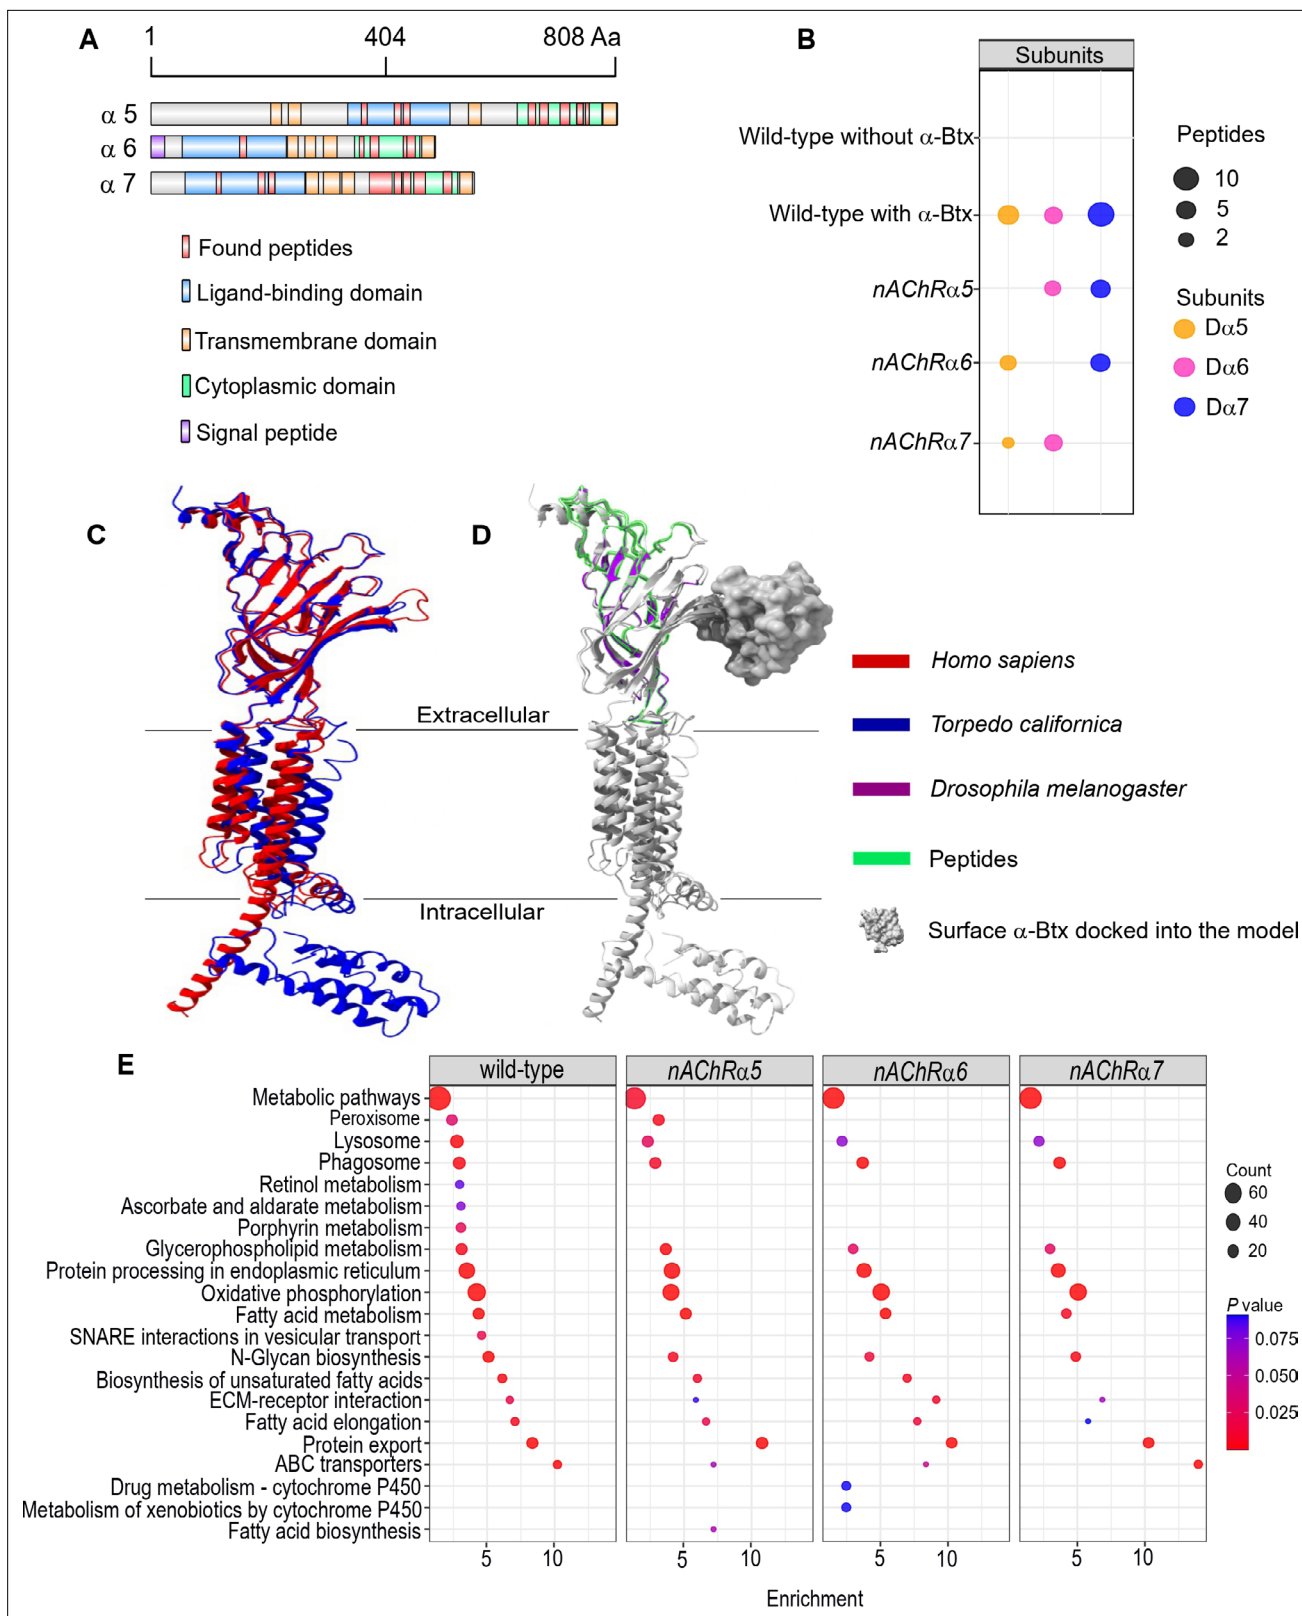 A
1
404
808 Aa
α 5
α 6
α 7
Found peptides
Ligand-binding domain
Transmembrane domain
Cytoplasmic domain
Signal peptide
B
Subunits
Wild-type without α-Btx
Wild-type with α-Btx
nAChRα5
nAChRα6
nAChRα7
Peptides
10
5
2
Subunits
Dα5
Dα6
Dα7
C
D
Extracellular
Intracellular
Homo sapiens
Torpedo californica
Drosophila melanogaster
Peptides
Surface α-Btx docked into the model
E
wild-type
nAChRα5
nAChRα6
nAChRα7
Metabolic pathways
Peroxisome
Lysosome
Phagosome
Retinol metabolism
Ascorbate and aldarate metabolism
Porphyrin metabolism
Glycerophospholipid metabolism
Protein processing in endoplasmic reticulum
Oxidative phosphorylation
Fatty acid metabolism
SNARE interactions in vesicular transport
N-Glycan biosynthesis
Biosynthesis of unsaturated fatty acids
ECM-receptor interaction
Fatty acid elongation
Protein export
ABC transporters
Drug metabolism - cytochrome P450
Metabolism of xenobiotics by cytochrome P450
Fatty acid biosynthesis
5 10 5 10 5 10 5 10
Enrichment
Count
60
40
20
P value
0.075
0.050
0.025